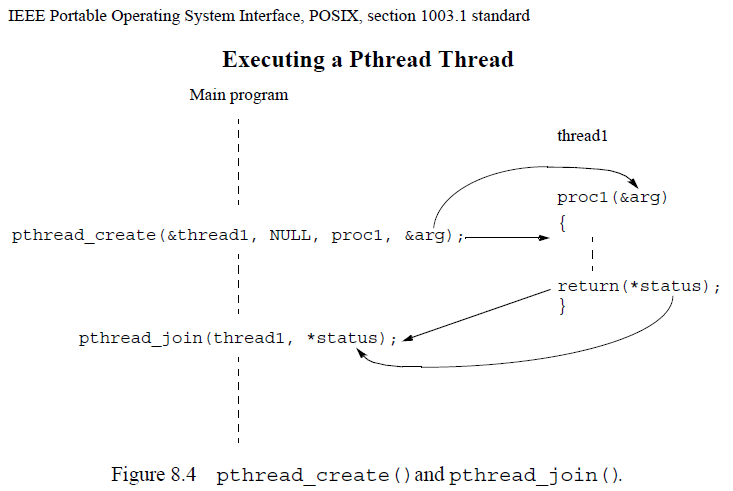 IEEE Portable Operating System Interface, POSIX, section 1003.1 standard
Executing a Pthread Thread
Main program
thread1
proc1(&arg)
{
pthread_create(&thread1, NULL, proc1, &arg);
return(*status);
}
pthread_join(thread1, *status);
Figure 8.4 pthread_create() and pthread_join().